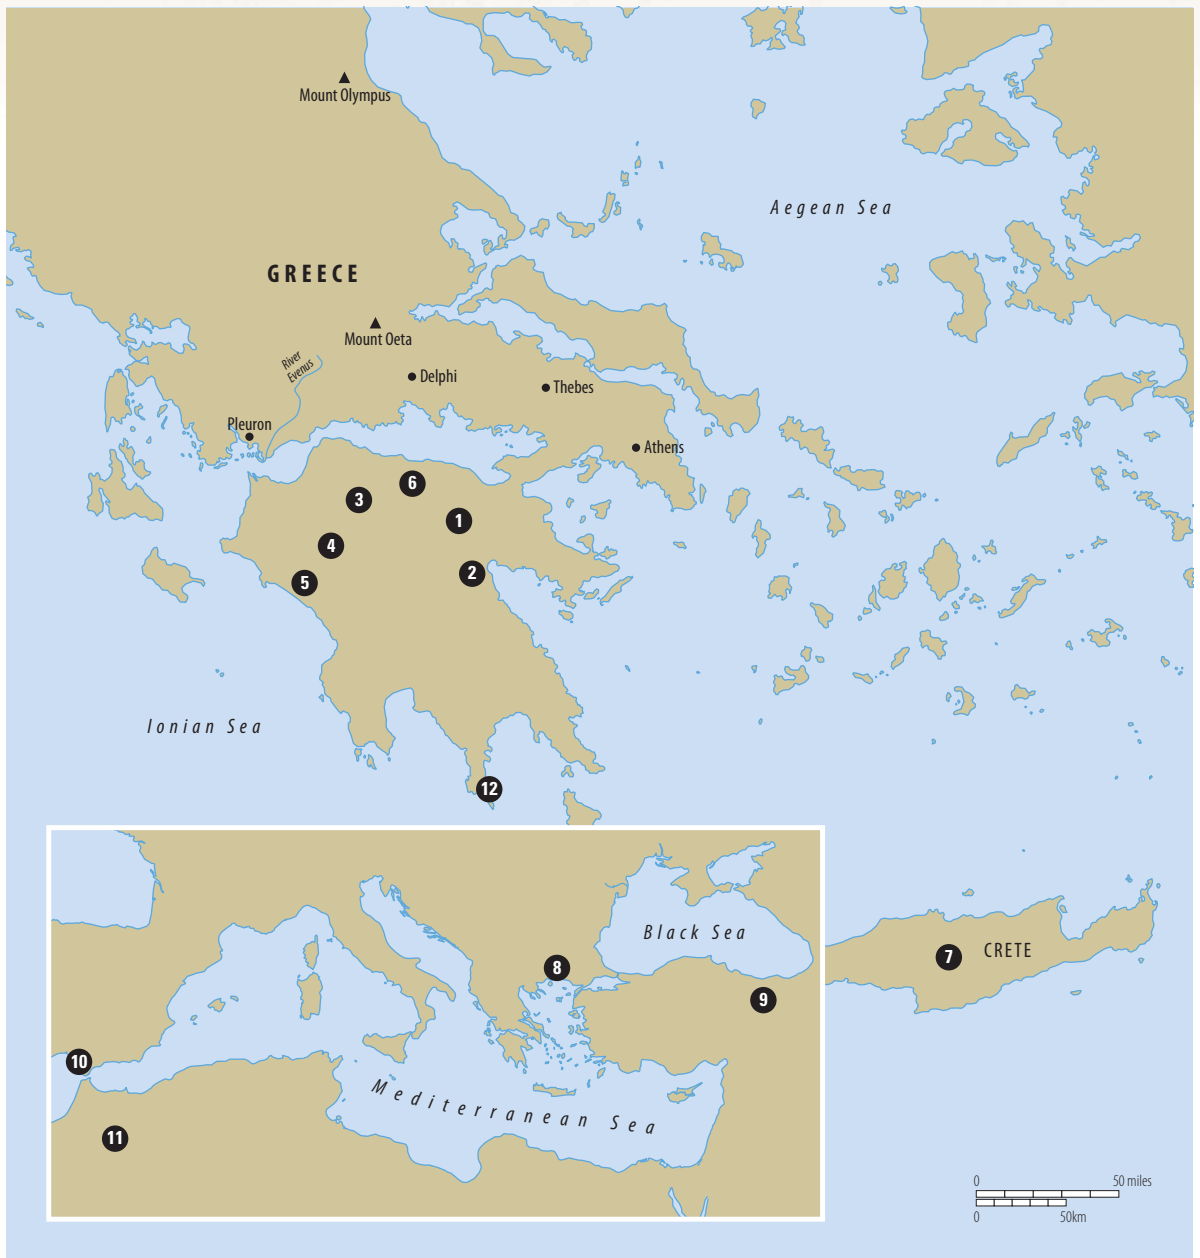 Mount Olympus
Aegean Sea
GREECE
Mount Oeta
River
Evenus
Delphi
Thebes
Pleuron
Athens
6
3
1
4
2
5
Ionian Sea
12
Black Sea
7
CRETE
8
9
10
Mediterranean Sea
11
0
50 miles
0
50km